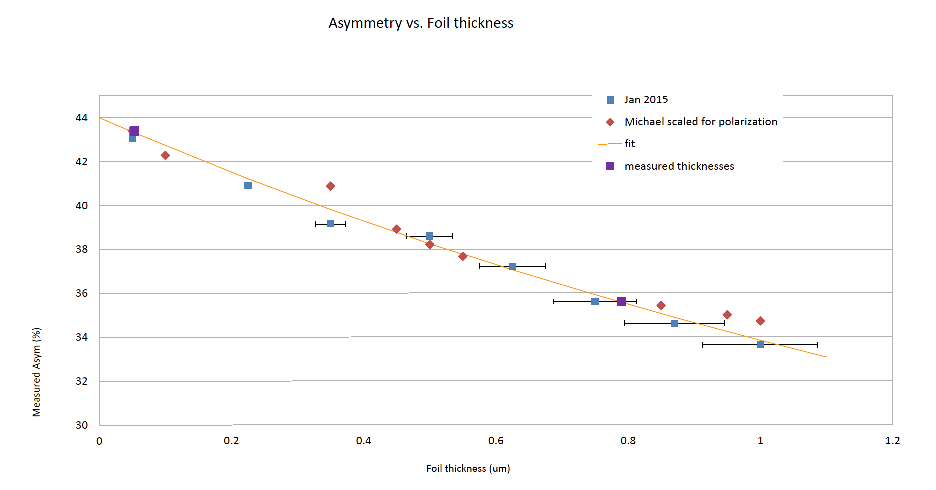 Asymmetry vs. Foil thickness
Jan 2015
Michael scaled for polarization
fit
measured thicknesses
44
42
40
38
36
34
32
30
Measured Asym (%)
0 0.2 0.4 0.6 0.8 1 1.2
Foil thickness (um)